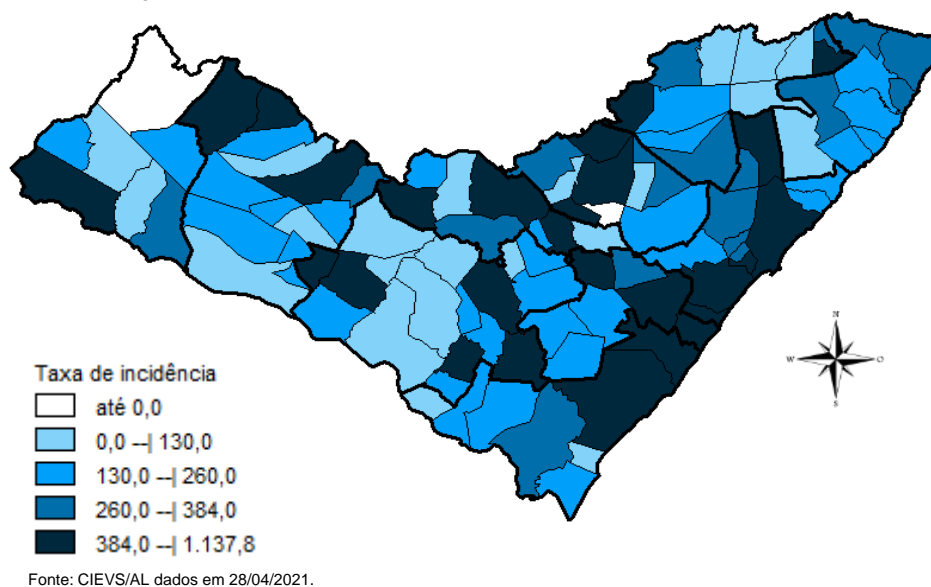 N
W O
S
Taxa de incidência
até 0,0
0,0 --| 130,0
130,0 --| 260,0
260,0 --| 384,0
384,0 --| 1.137,8
Fonte: CIEVS/AL dados em 28/04/2021.